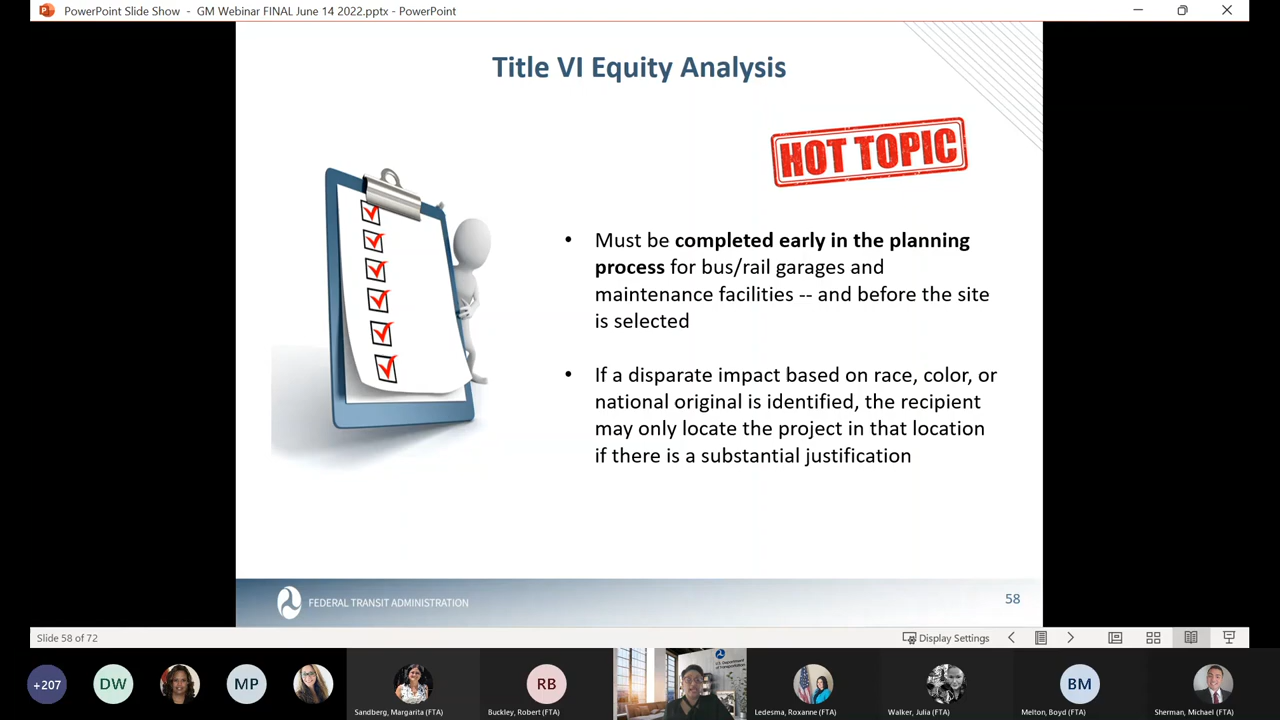 PowerPoint Slide Show - GM Webinar FINAL June 14 2022.pptx - PowerPoint
Title VI Equity Analysis
HOT TOPIC
• Must be completed early in the planning
process for bus/rail garages and
maintenance facilities -- and before the site
is selected
• If a disparate impact based on race, color, or
national original is identified, the recipient
may only locate the project in that location
if there is a substantial justification
FEDERAL TRANSIT ADMINISTRATION
58
Slide 58 of 72
Display Settings
+207
DW
MP
RB
BM
U.S. Department
of Transportation
Sandberg, Margarita (FTA)
Buckley, Robert (FTA)
Ledesma, Roxanne (FTA)
Walker, Julia (FTA)
Melton, Boyd (FTA)
Sherman, Michael (FTA)